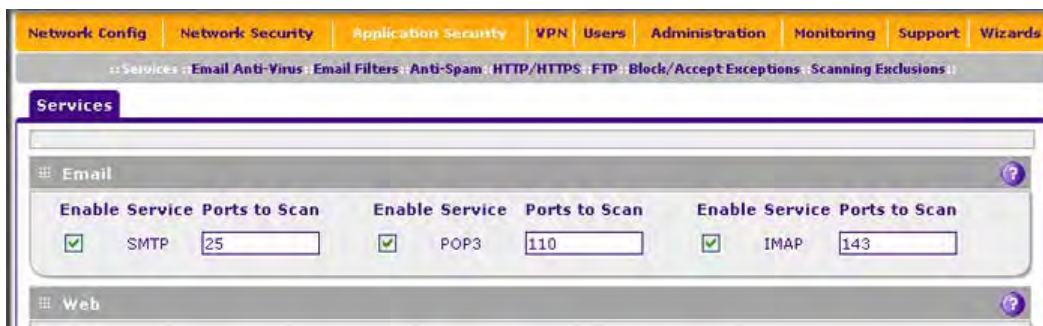 Network Config Network Security Application Security VPN Users Administration Monitoring Support Wizards
:: Services :: Email Anti-Virus :: Email Filters :: Anti-Spam :: HTTP/HTTPS :: FTP :: Block/Accept Exceptions :: Scanning Exclusions ::
Services
Email ?
Enable Service Ports to Scan Enable Service Ports to Scan Enable Service Ports to Scan
SMTP 25 POP3 110 IMAP 143
Web ?